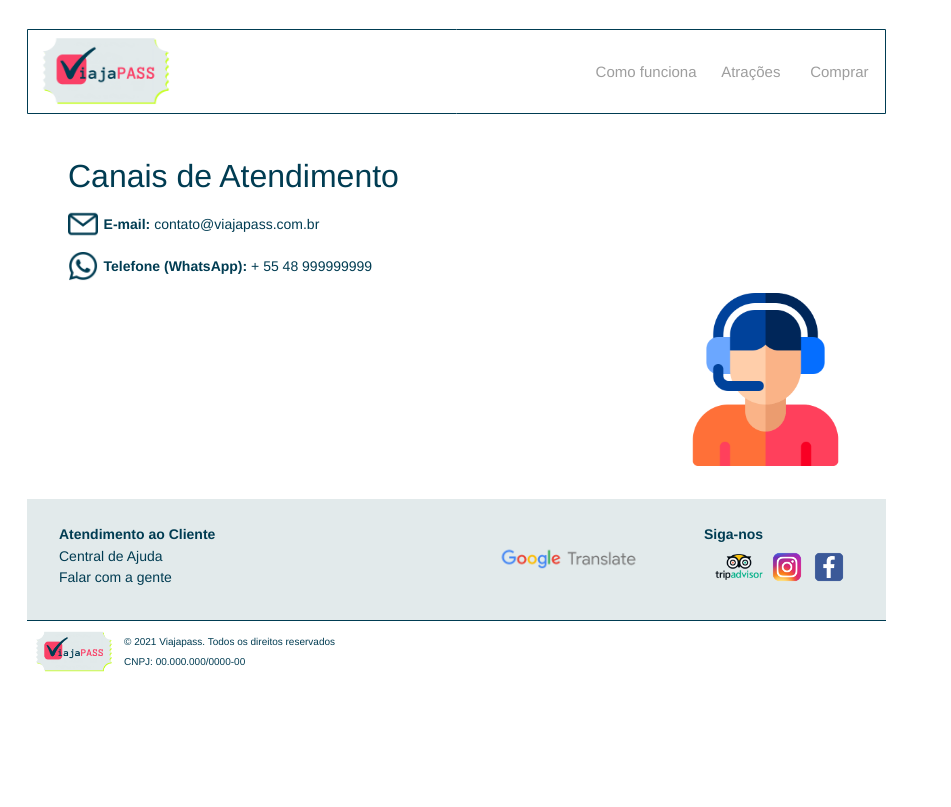 ViajaPASS
Como funciona Atrações Comprar
Canais de Atendimento
E-mail: contato@viajapass.com.br
Telefone (WhatsApp): + 55 48 999999999
Atendimento ao Cliente
Central de Ajuda
Falar com a gente
Google Translate
Siga-nos
tripadvisor
ViajaPASS
© 2021 Viajapass. Todos os direitos reservados
CNPJ: 00.000.000/0000-00